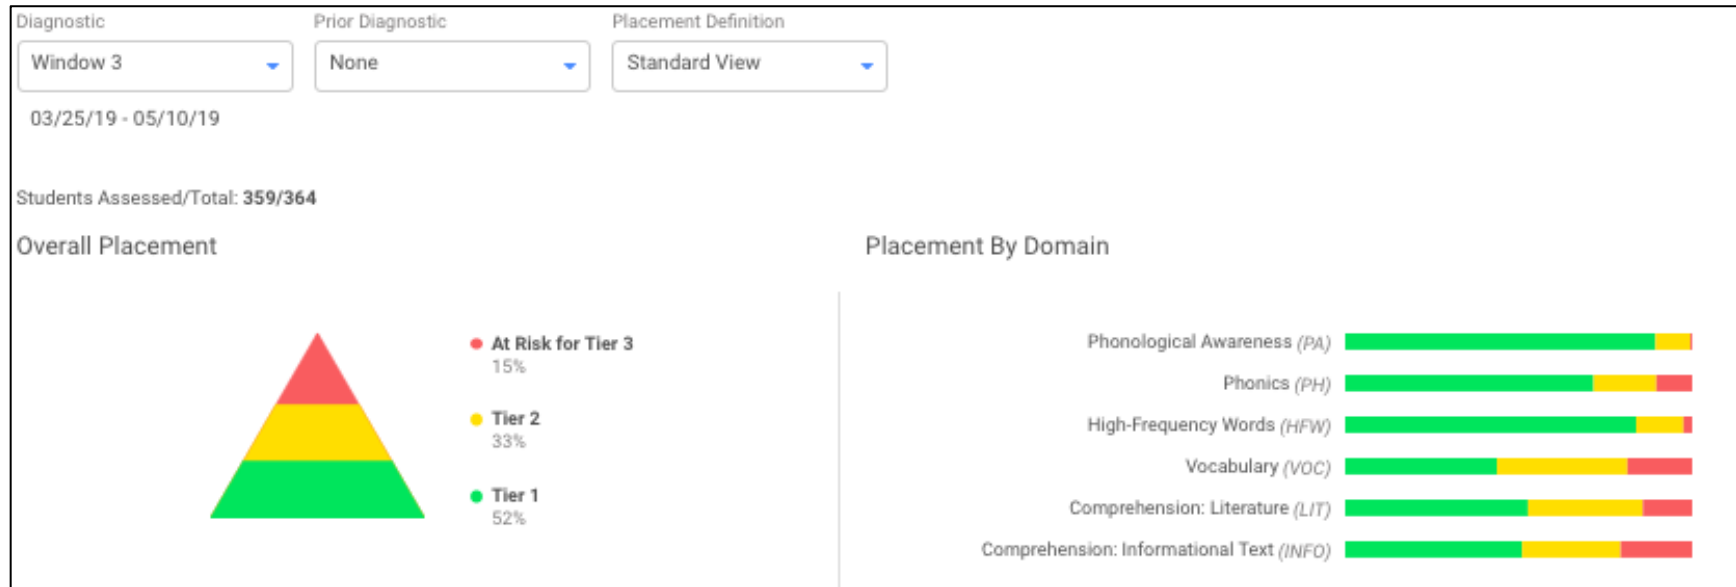 Diagnostic Prior Diagnostic Placement Definition
Window 3 None Standard View
03/25/19 - 05/10/19
Students Assessed/Total: 359/364
Overall Placement
At Risk for Tier 3
15%
Tier 2
33%
Tier 1
52%
Placement By Domain
Phonological Awareness (PA)
Phonics (PH)
High-Frequency Words (HFW)
Vocabulary (VOC)
Comprehension: Literature (LIT)
Comprehension: Informational Text (INFO)